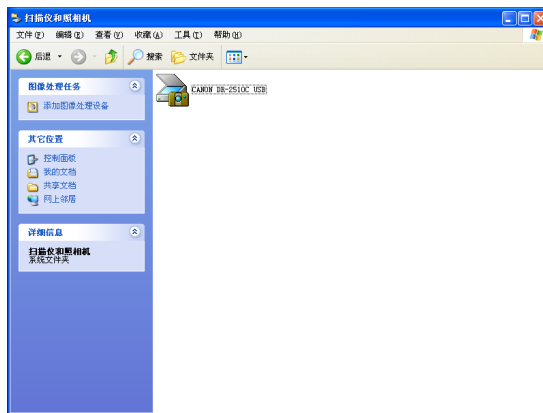 扫描仪和照相机
文件(F) 编辑(E) 查看(V) 收藏(A) 工具(T) 帮助(H)
后退 搜索 文件夹
图像处理任务
添加图像处理设备
CANON DR-2510C USB
其它位置
控制面板
我的文档
共享文档
网上邻居
详细信息
扫描仪和照相机
系统文件夹